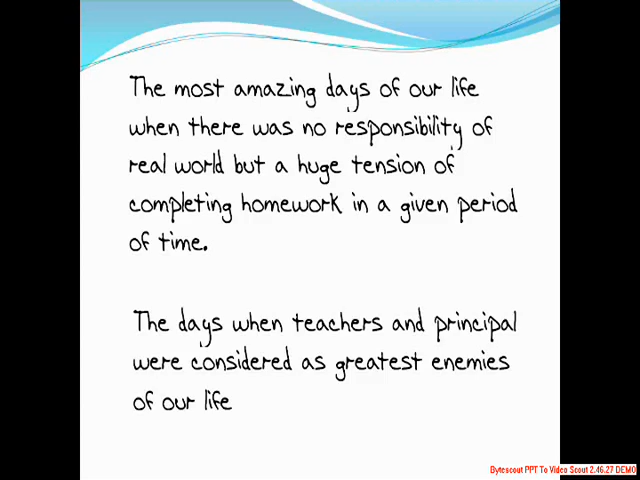 The most amazing days of our life
when there was no responsibility of
real world but a huge tension of
completing homework in a given period
of time.
The days when teachers and principal
were considered as greatest enemies
of our life
Bytescout PPT To Video Scout 2.46.27 DEMO